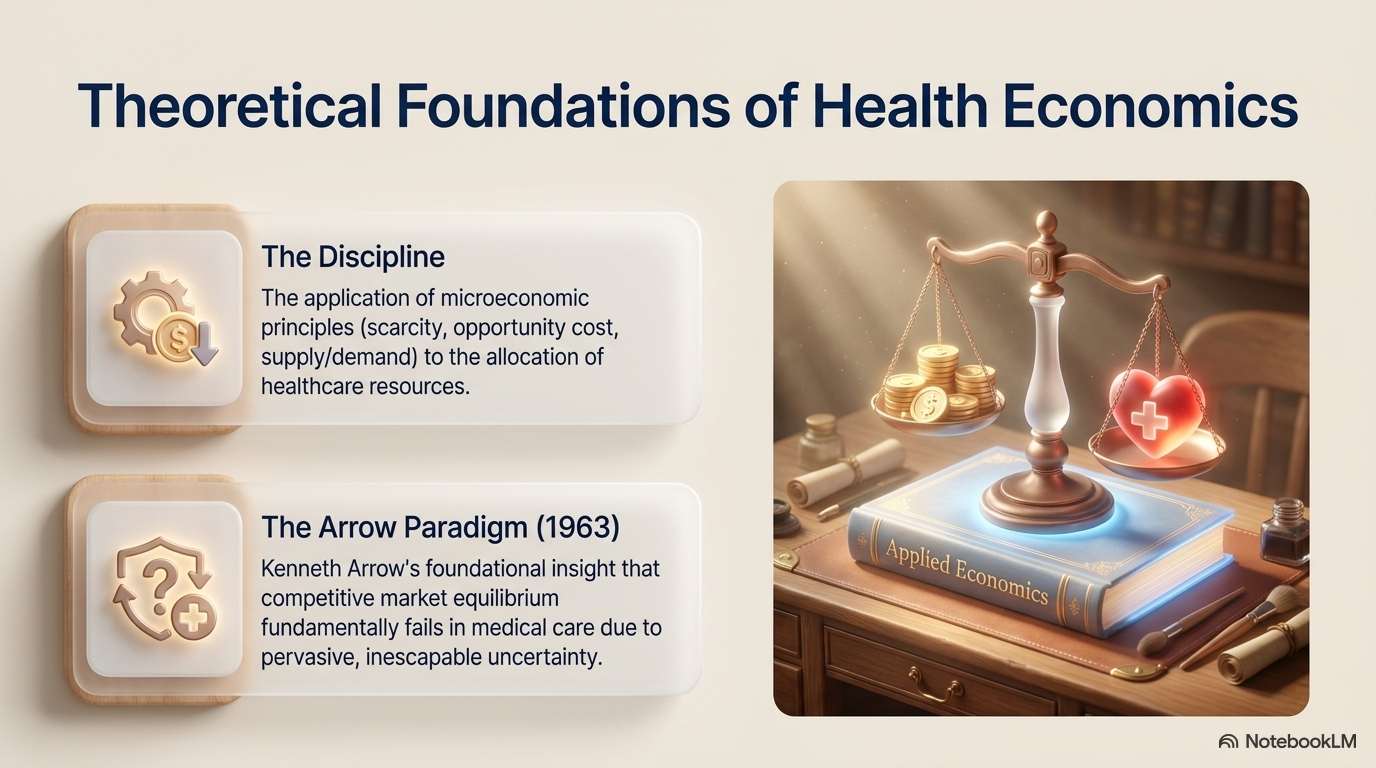 Theoretical Foundations of Health Economics
The Discipline
The application of microeconomic
principles (scarcity, opportunity cost,
supply/demand) to the allocation of
healthcare resources.
The Arrow Paradigm (1963)
Kenneth Arrow's foundational insight that
competitive market equilibrium
fundamentally fails in medical care due to
pervasive, inescapable uncertainty.
$
?
$
Applied Economics
NotebookLM